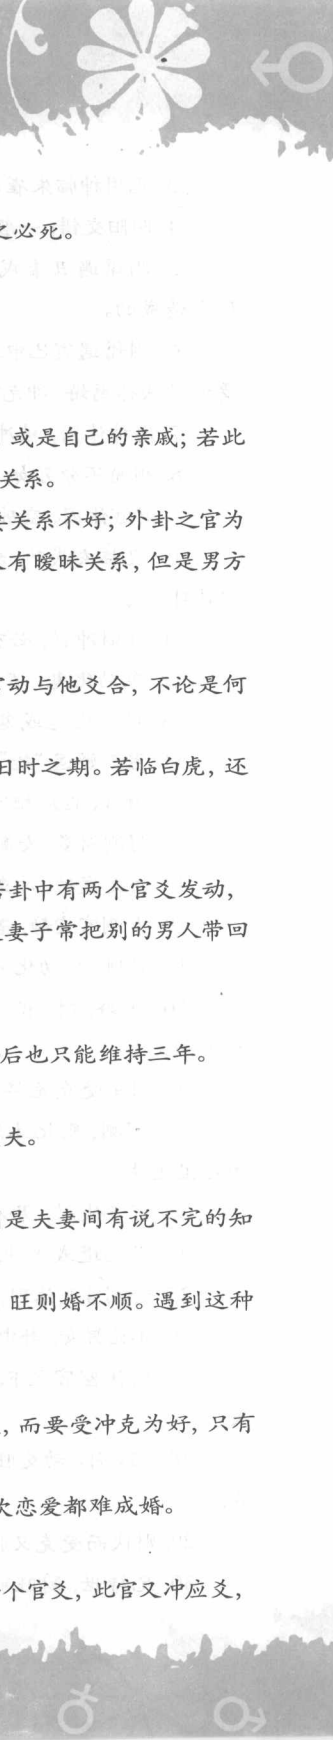 必死。
或是自己的亲戚；若此
关系。
关系不好；外卦之官为
有暧昧关系，但是男方
动与他爻合，不论是何
日时之期。若临白虎，还
卦中有两个官爻发动，
妻子常把别的男人带回
后也只能维持三年。
夫。
是夫妻间有说不完的知
旺则婚不顺。遇到这种
，而要受冲克为好，只有
次恋爱都难成婚。
个官爻，此官又冲应爻，